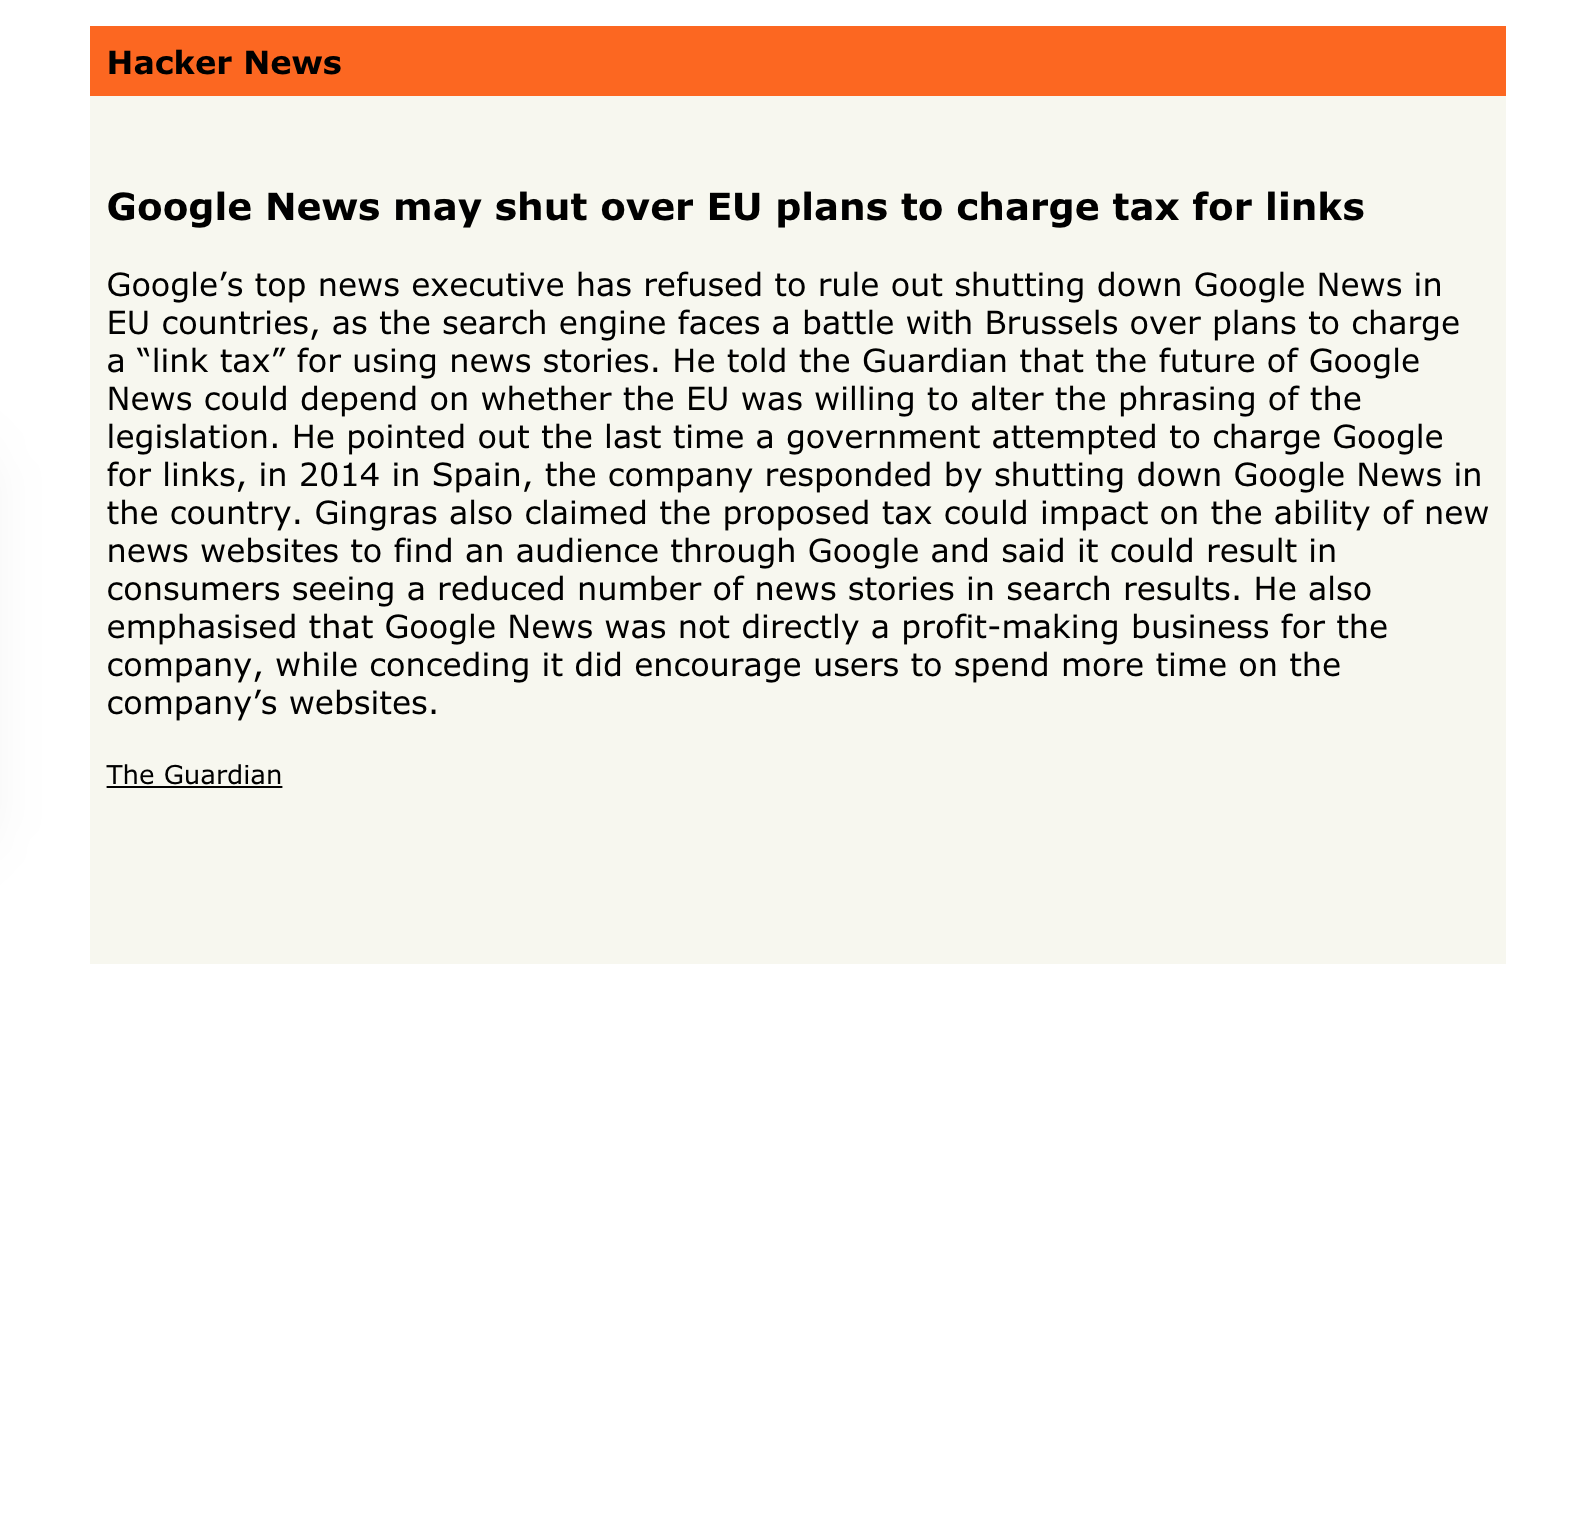 Hacker News
Google News may shut over EU plans to charge tax for links
Google’s top news executive has refused to rule out shutting down Google News in
EU countries, as the search engine faces a battle with Brussels over plans to charge
a “link tax” for using news stories. He told the Guardian that the future of Google
News could depend on whether the EU was willing to alter the phrasing of the
legislation. He pointed out the last time a government attempted to charge Google
for links, in 2014 in Spain, the company responded by shutting down Google News in
the country. Gingras also claimed the proposed tax could impact on the ability of new
news websites to find an audience through Google and said it could result in
consumers seeing a reduced number of news stories in search results. He also
emphasised that Google News was not directly a profit-making business for the
company, while conceding it did encourage users to spend more time on the
company’s websites.
The Guardian